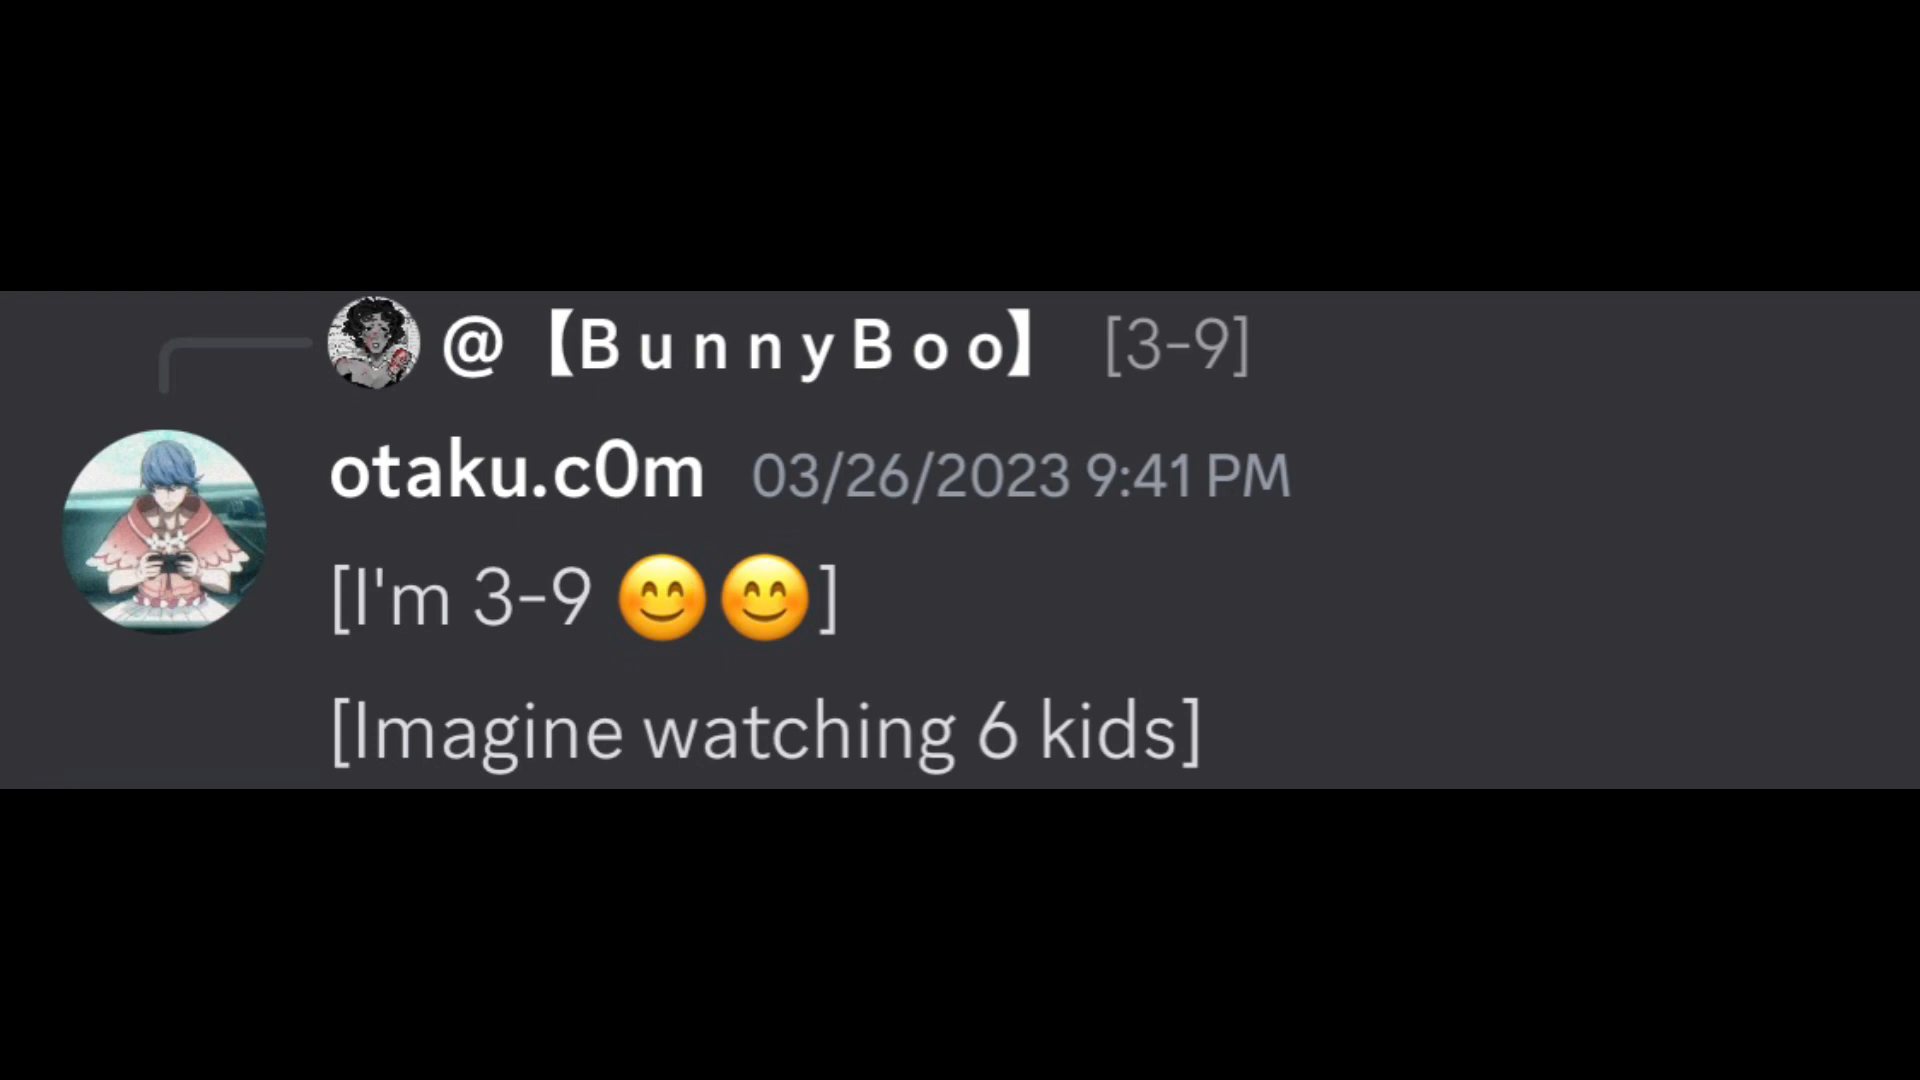 @【B u n n y B o o】 [3-9]
otaku.c0m 03/26/2023 9:41 PM
[I'm 3-9 😊😊]
[Imagine watching 6 kids]